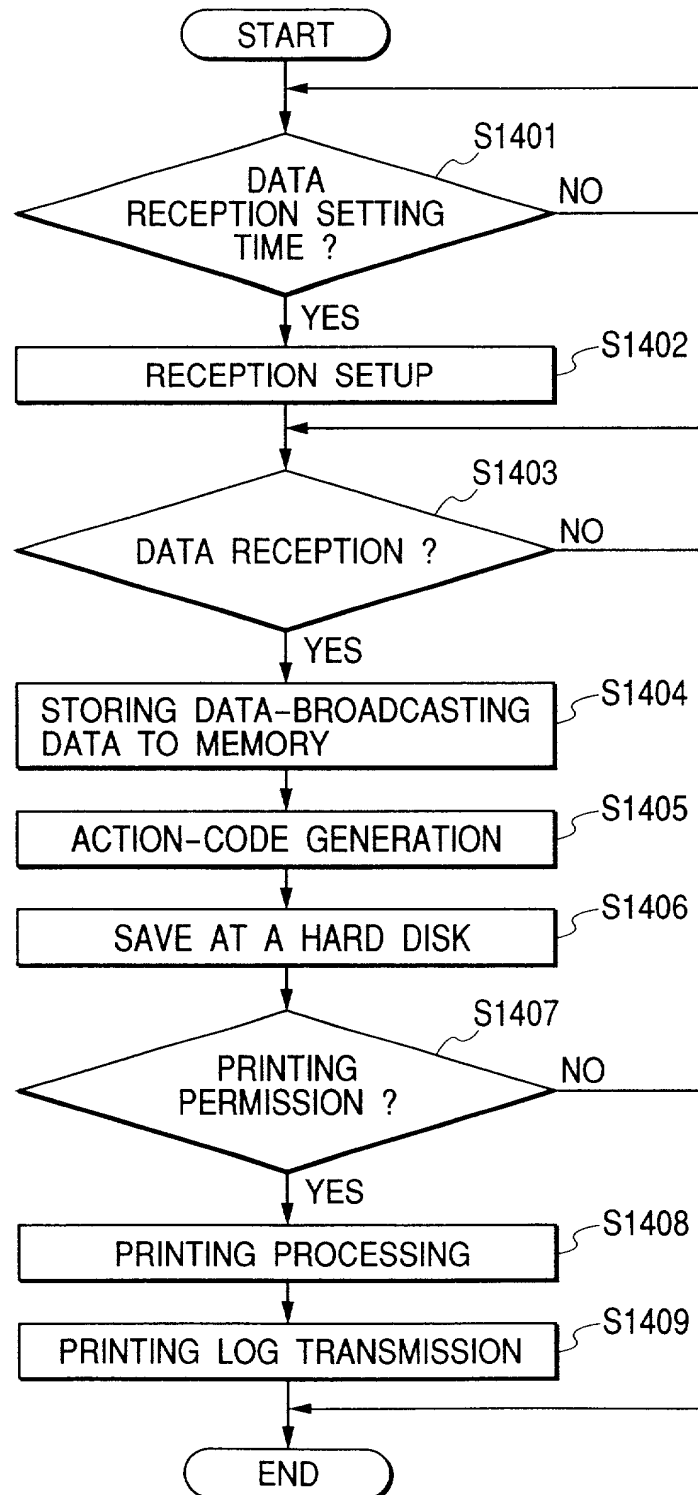 START
S1401
DATA
RECEPTION SETTING
TIME ?
NO
YES
S1402
RECEPTION SETUP
S1403
DATA RECEPTION ?
NO
YES
S1404
STORING DATA-BROADCASTING
DATA TO MEMORY
S1405
ACTION-CODE GENERATION
S1406
SAVE AT A HARD DISK
S1407
PRINTING
PERMISSION ?
NO
YES
S1408
PRINTING PROCESSING
S1409
PRINTING LOG TRANSMISSION
END